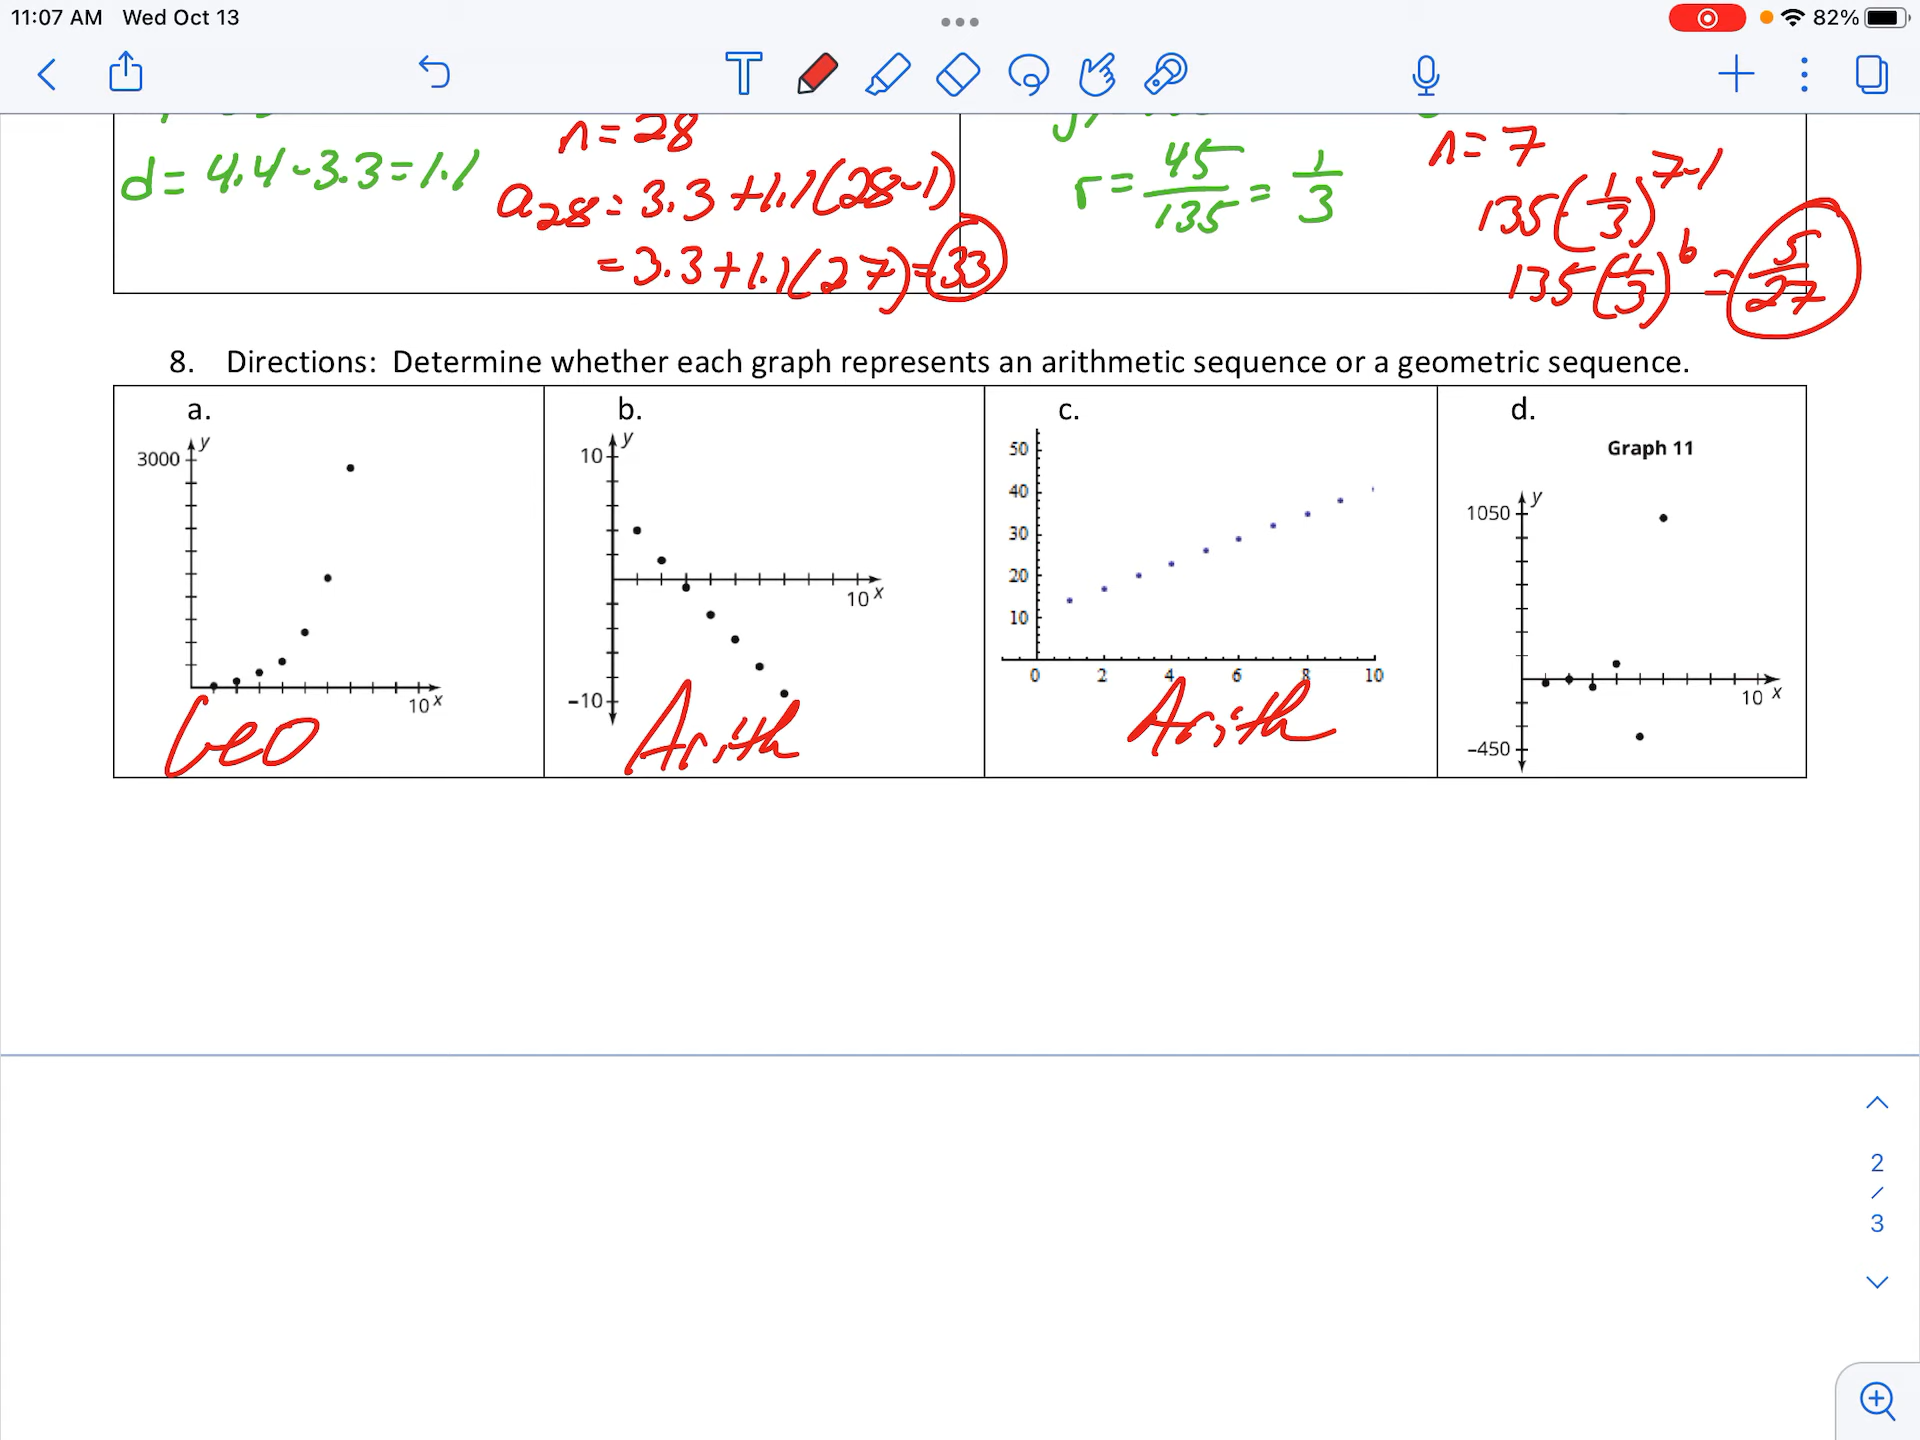 11:07 AM Wed Oct 13
82%
T
n = 28
n = 7
d = 4.4 - 3.3 = 1.1
a28 = 3.3 + 1.1(28-1)
= 3.3 + 1.1(27) = 33
r = 45/135 = 1/3
135(1/3)^7-1
135(1/3)^6 = 5/27
8. Directions: Determine whether each graph represents an arithmetic sequence or a geometric sequence.
a.
y
3000
10 x
Geo
b.
y
10
10 x
-10
Arith
c.
50
40
30
20
10
0 2 4 6 8 10
Arith
d.
Graph 11
y
1050
10 x
-450
2
/
3